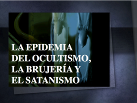 LA EPIDEMIA
DEL OCULTISMO,
LA BRUJERÍA Y
EL SATANISMO